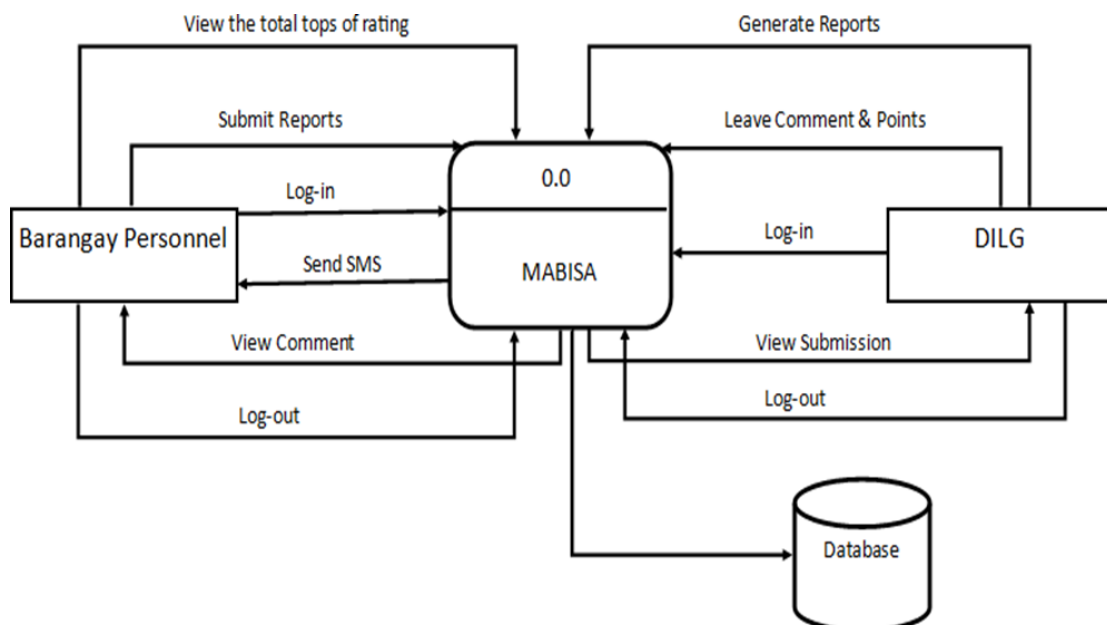 View the total tops of rating
Generate Reports
Submit Reports
Leave Comment & Points
0.0
Log-in
Barangay Personnel
Log-in
DILG
Send SMS
MABISA
View Comment
View Submission
Log-out
Log-out
Database